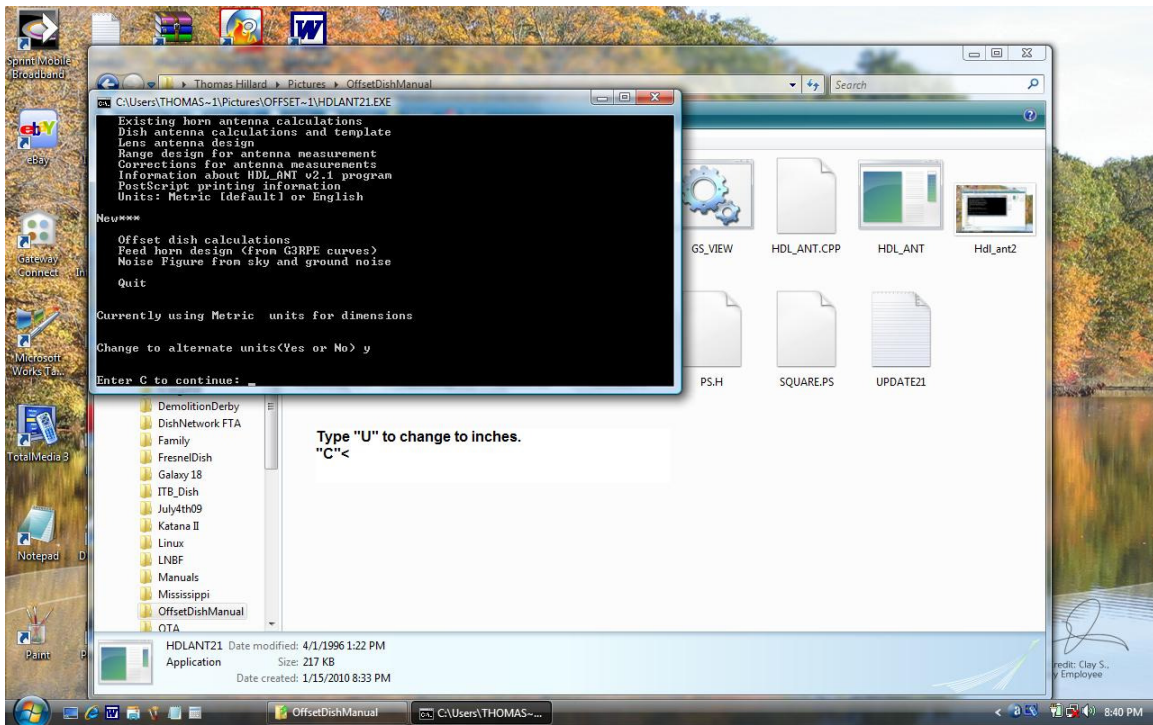 Sprint Mobile
Broadband
eBay
Gateway
Connect
Microsoft
Works Ta...
TotalMedia 3
Notepad
Paint
Thomas Hillard ▸ Pictures ▸ OffsetDishManual
Search
C:\Users\THOMAS~1\Pictures\OFFSET~1\HDLANT21.EXE
Existing horn antenna calculations
Dish antenna calculations and template
Lens antenna design
Range design for antenna measurement
Corrections for antenna measurements
Information about HDL_ANT v2.1 program
PostScript printing information
Units: Metric [default] or English
New***
Offset dish calculations
Feed horn design (from G3RPE curves)
Noise Figure from sky and ground noise
Quit
Currently using Metric  units for dimensions
Change to alternate units(Yes or No) y
Enter C to continue: _
GS_VIEW
HDL_ANT.CPP
HDL_ANT
Hdl_ant2
PS.H
SQUARE.PS
UPDATE21
DemolitionDerby
DishNetwork FTA
Family
FresnelDish
Galaxy 18
ITB_Dish
July4th09
Katana II
Linux
LNBF
Manuals
Mississippi
OffsetDishManual
OTA
Type "U" to change to inches.
"C"<
HDLANT21 Date modified: 4/1/1996 1:22 PM
Application Size: 217 KB
Date created: 1/15/2010 8:33 PM
redit: Clay S.,
y Employee
OffsetDishManual
C:\Users\THOMAS~...
8:40 PM